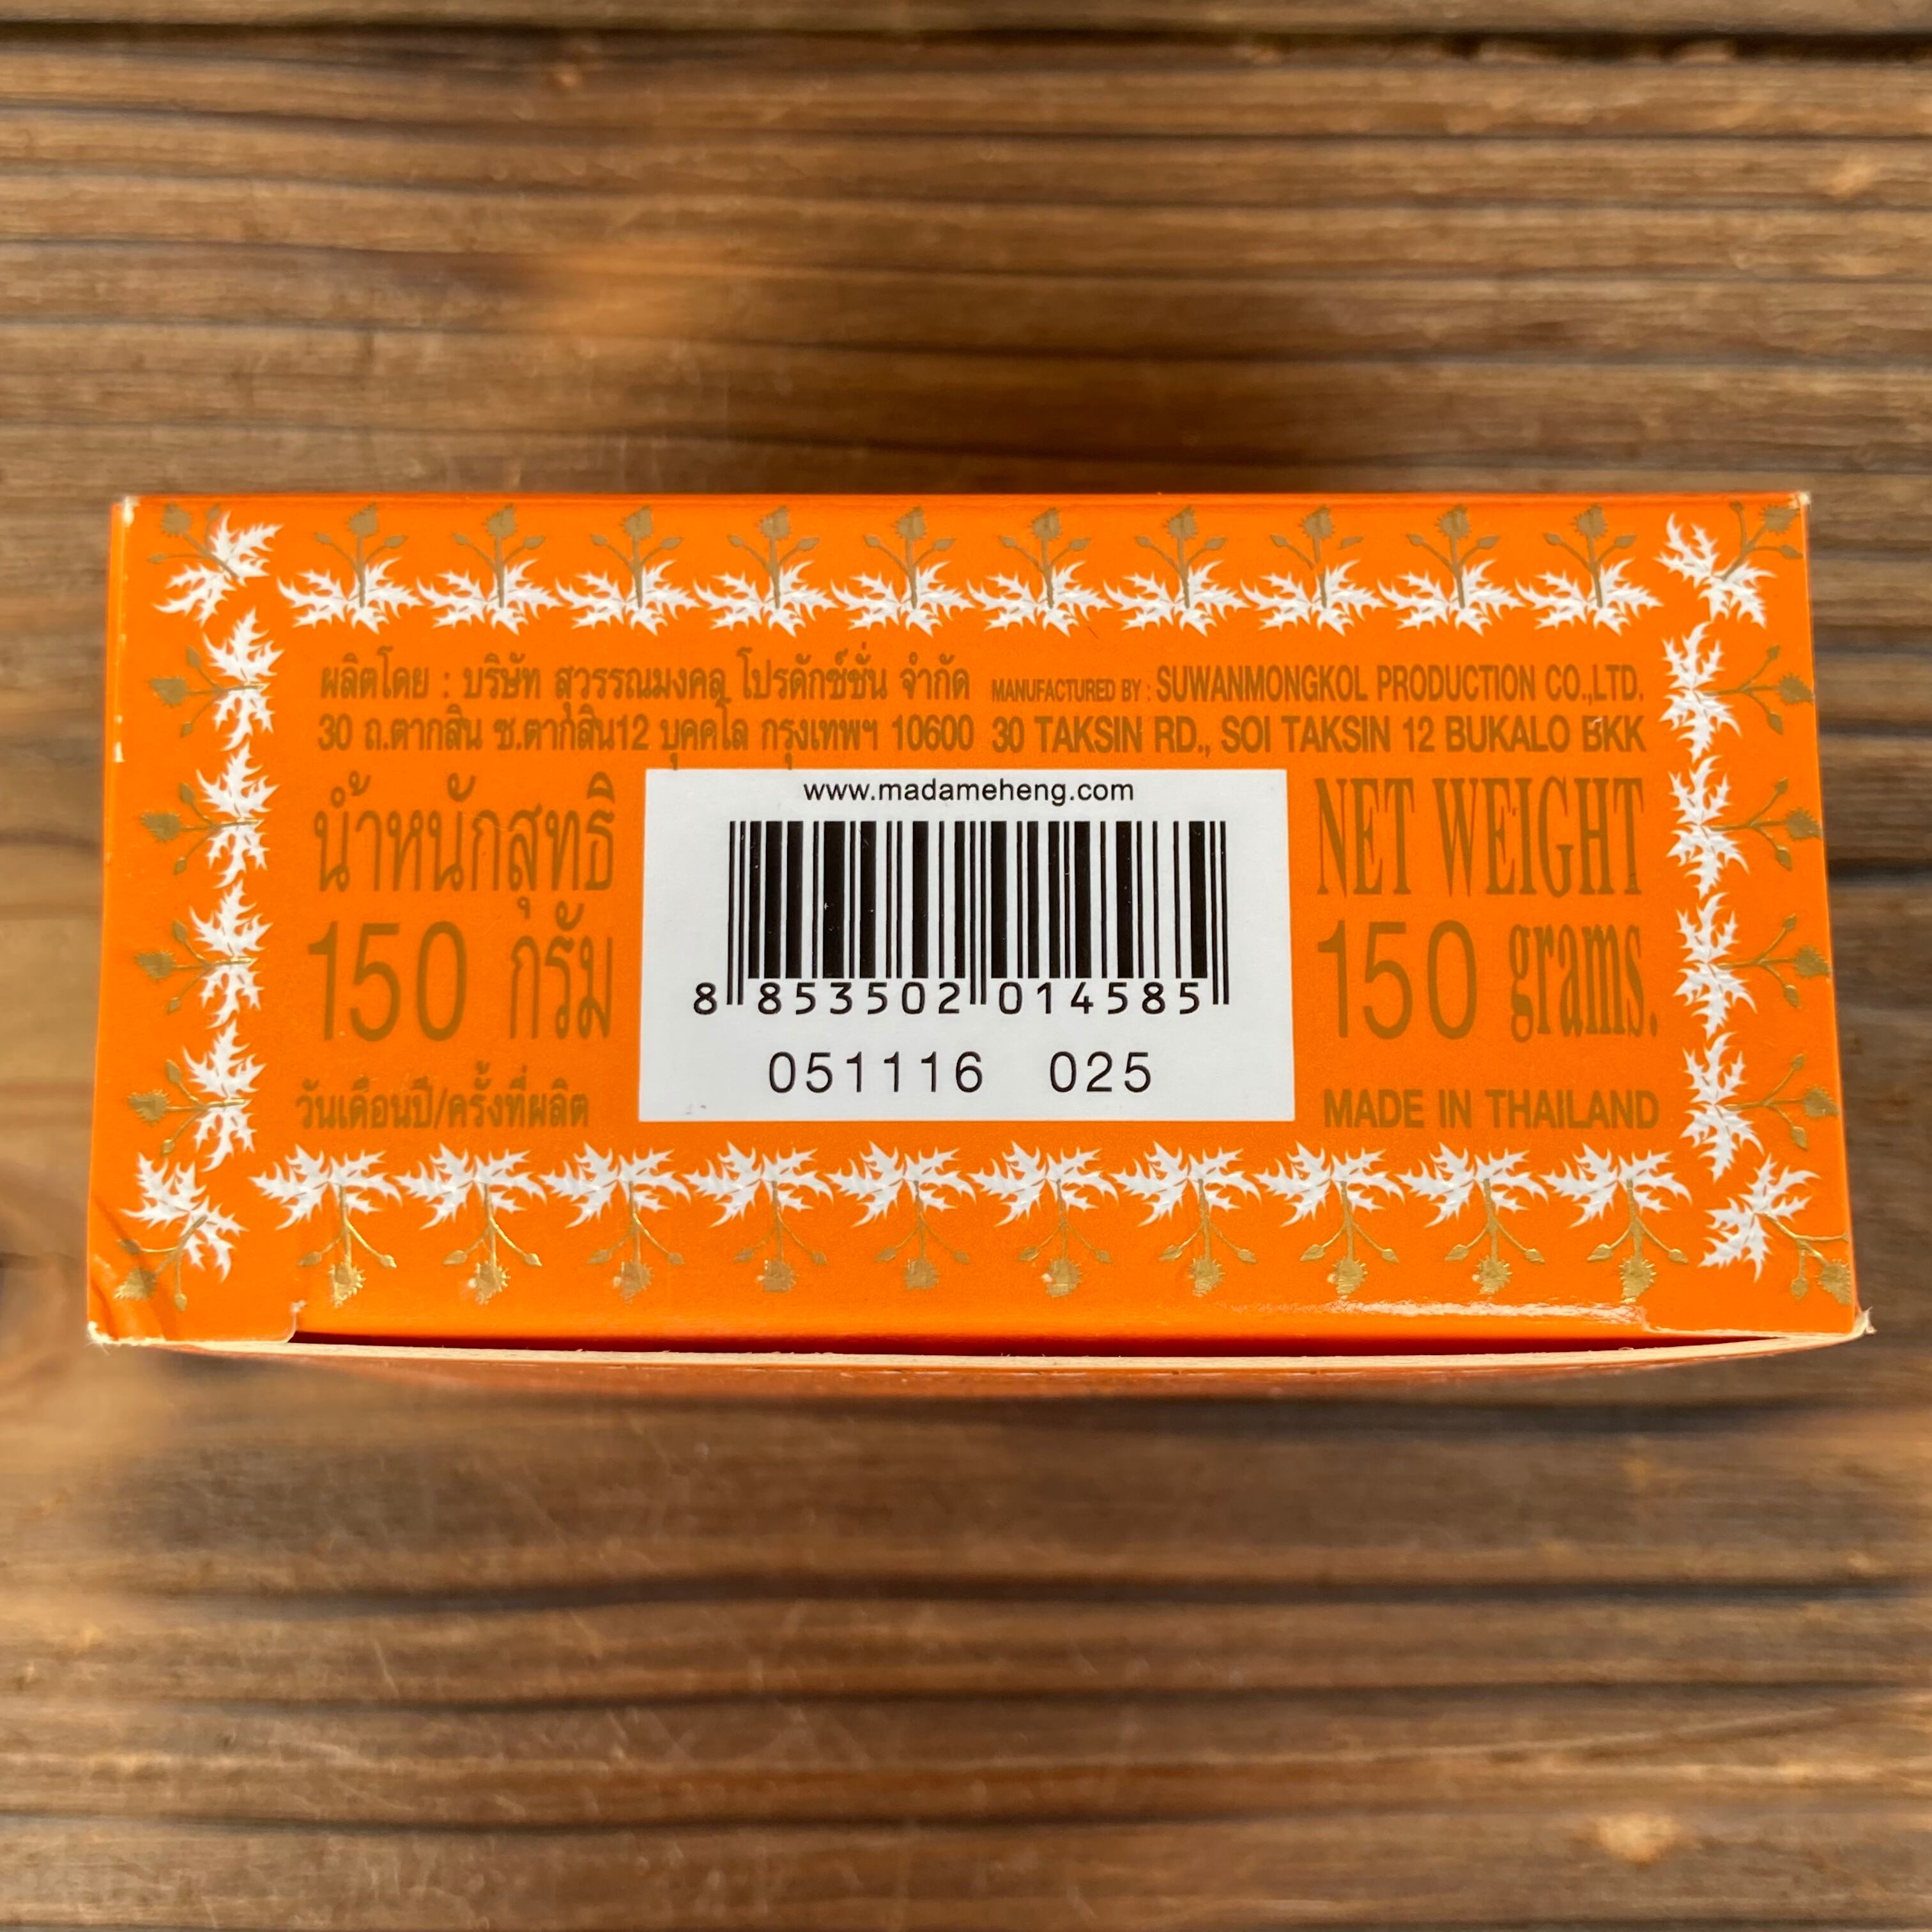 ผลิตโดย : บริษัท สุวรรณมงคล โปรดักซ์ชั่น จำกัด
30 ถ.ตากสิน ซ.ตากสิน12 บุคคโล กรุงเทพฯ 10600
MANUFACTURED BY : SUWANMONGKOL PRODUCTION CO.,LTD.
30 TAKSIN RD., SOI TAKSIN 12 BUKALO BKK
น้ำหนักสุทธิ
150 กรัม
วันเดือนปี/ครั้งที่ผลิต
www.madameheng.com
8 853502 014585
051116 025
NET WEIGHT
150 grams.
MADE IN THAILAND